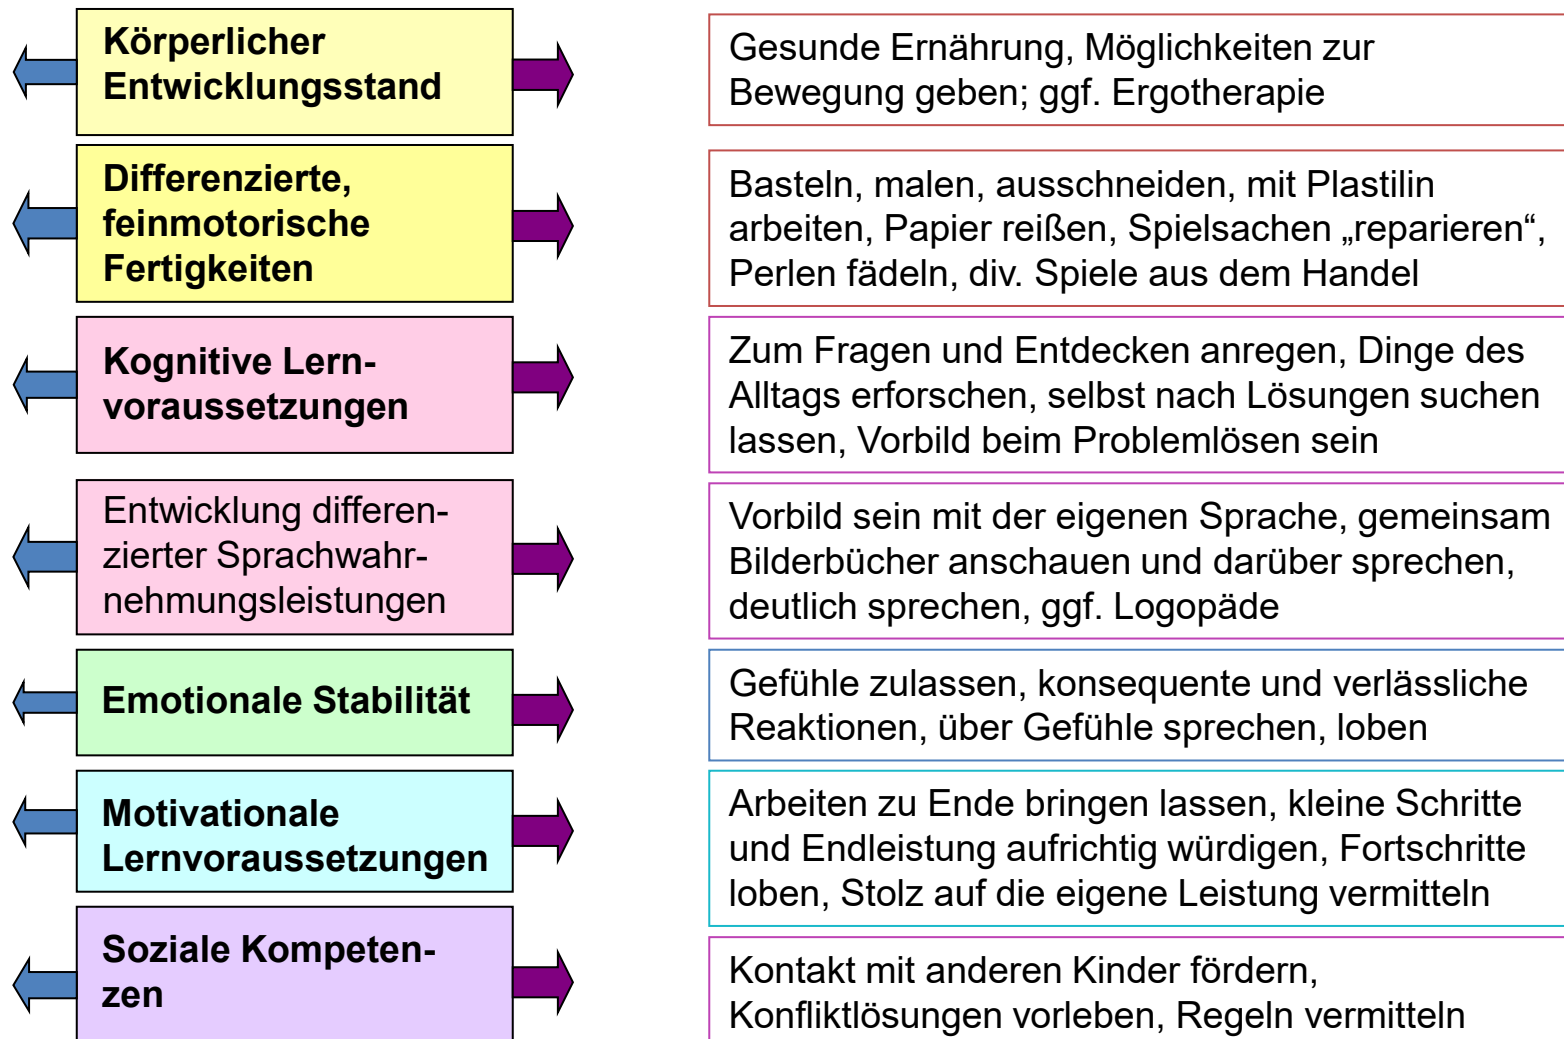 Körperlicher
Entwicklungsstand
Gesunde Ernährung, Möglichkeiten zur
Bewegung geben; ggf. Ergotherapie
Differenzierte,
feinmotorische
Fertigkeiten
Basteln, malen, ausschneiden, mit Plastilin
arbeiten, Papier reißen, Spielsachen „reparieren“,
Perlen fädeln, div. Spiele aus dem Handel
Kognitive Lern-
voraussetzungen
Zum Fragen und Entdecken anregen, Dinge des
Alltags erforschen, selbst nach Lösungen suchen
lassen, Vorbild beim Problemlösen sein
Entwicklung differen-
zierter Sprachwahr-
nehmungsleistungen
Vorbild sein mit der eigenen Sprache, gemeinsam
Bilderbücher anschauen und darüber sprechen,
deutlich sprechen, ggf. Logopäde
Emotionale Stabilität
Gefühle zulassen, konsequente und verlässliche
Reaktionen, über Gefühle sprechen, loben
Motivationale
Lernvoraussetzungen
Arbeiten zu Ende bringen lassen, kleine Schritte
und Endleistung aufrichtig würdigen, Fortschritte
loben, Stolz auf die eigene Leistung vermitteln
Soziale Kompeten-
zen
Kontakt mit anderen Kinder fördern,
Konfliktlösungen vorleben, Regeln vermitteln